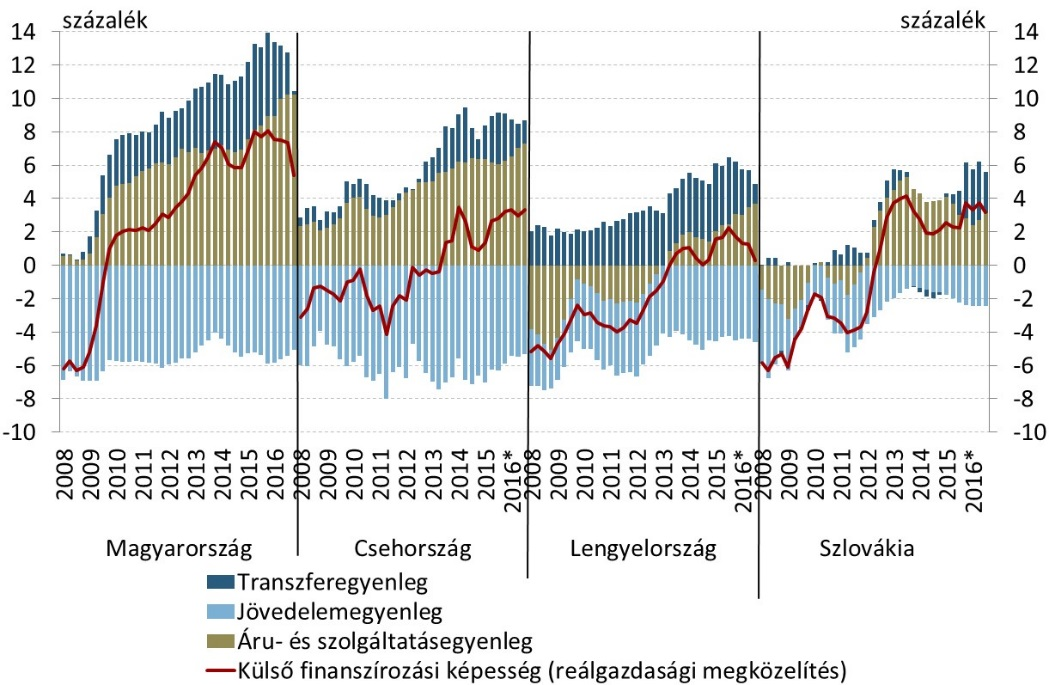 százalék százalék
14 14
12 12
10 10
8 8
6 6
4 4
2 2
0 0
-2 -2
-4 -4
-6 -6
-8 -8
-10 -10
2008 2009 2010 2011 2012 2013 2014 2015 2016 2008 2009 2010 2011 2012 2013 2014 2015 2016* 2008 2009 2010 2011 2012 2013 2014 2015 2016* 2008 2009 2010 2011 2012 2013 2014 2015 2016*
Magyarország Csehország Lengyelország Szlovákia
Transzferegyenleg
Jövedelemegyenleg
Áru- és szolgáltatásegyenleg
Külső finanszírozási képesség (reálgazdasági megközelítés)